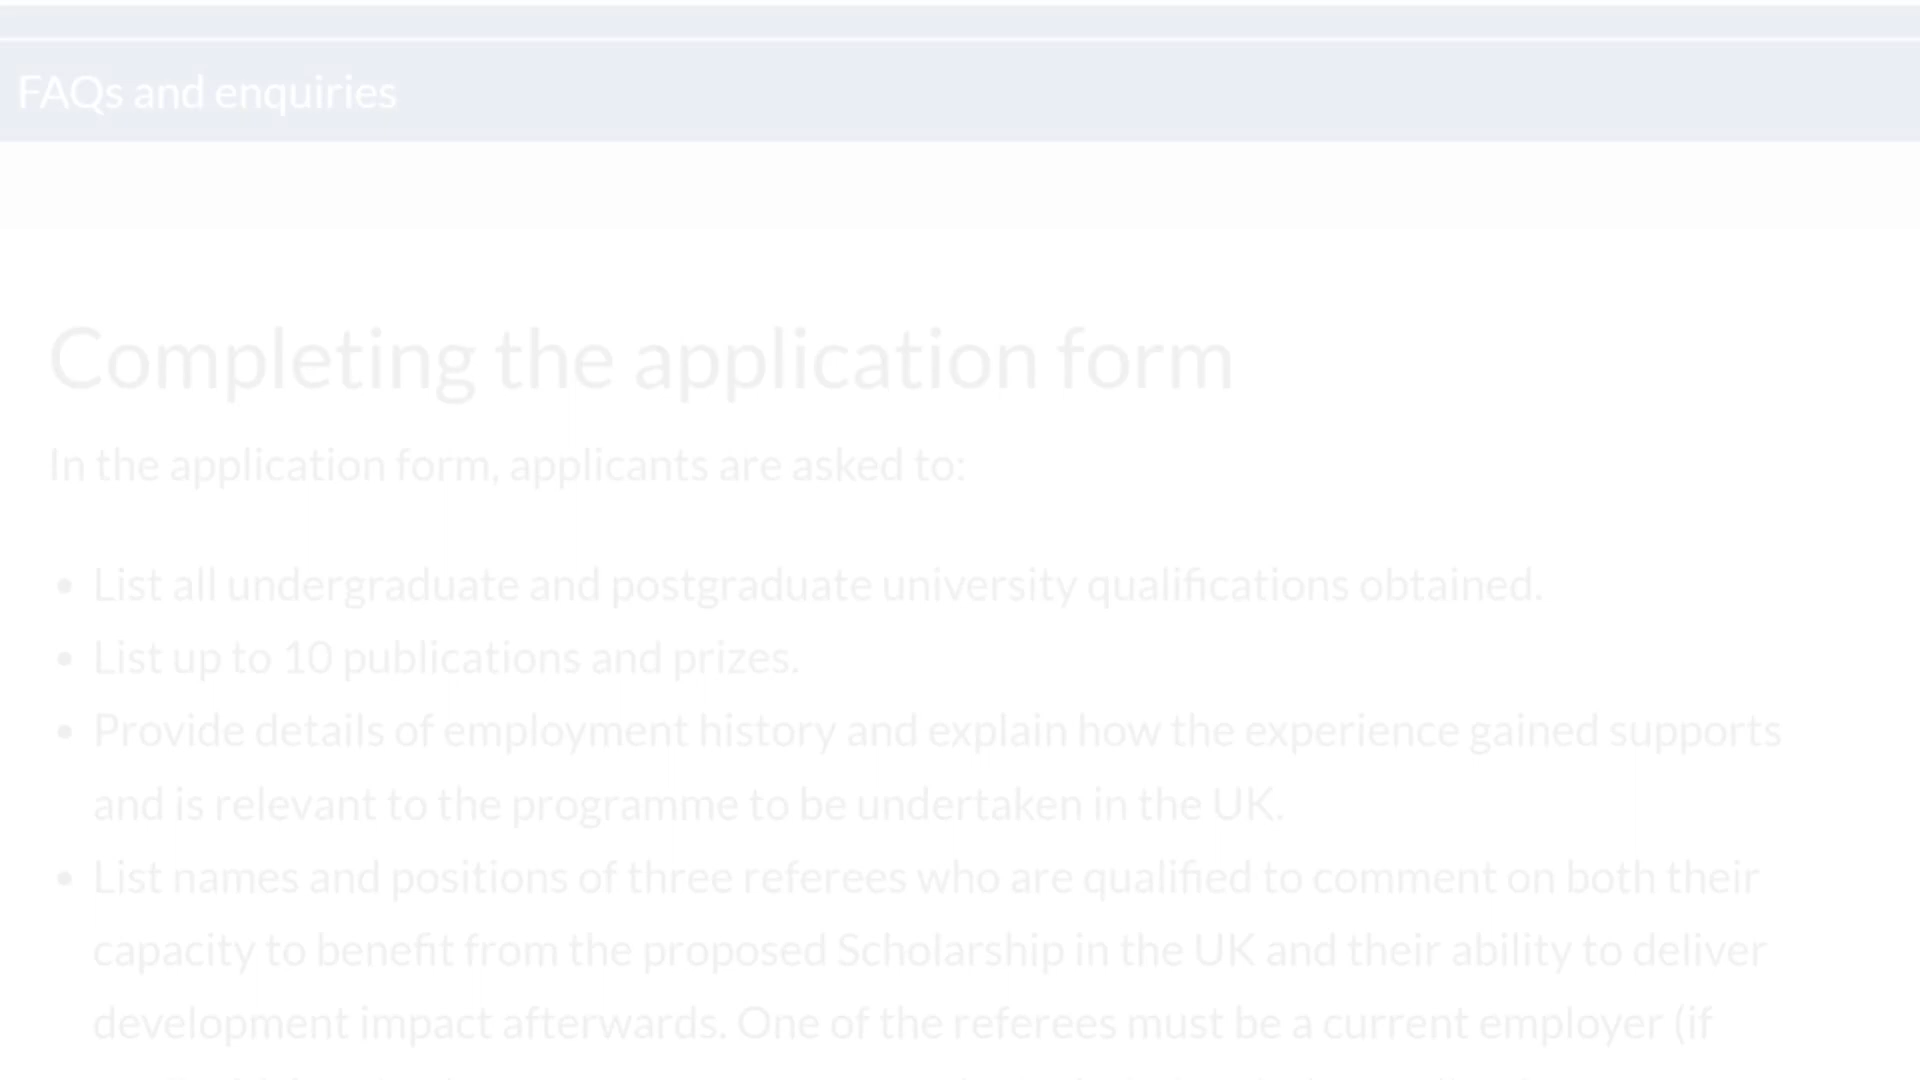 FAQs and enquiries
Completing the application form
In the application form, applicants are asked to:
• List all undergraduate and postgraduate university qualifications obtained.
• List up to 10 publications and prizes.
• Provide details of employment history and explain how the experience gained supports
and is relevant to the programme to be undertaken in the UK.
• List names and positions of three referees who are qualified to comment on both their
capacity to benefit from the proposed Scholarship in the UK and their ability to deliver
development impact afterwards. One of the referees must be a current employer (if